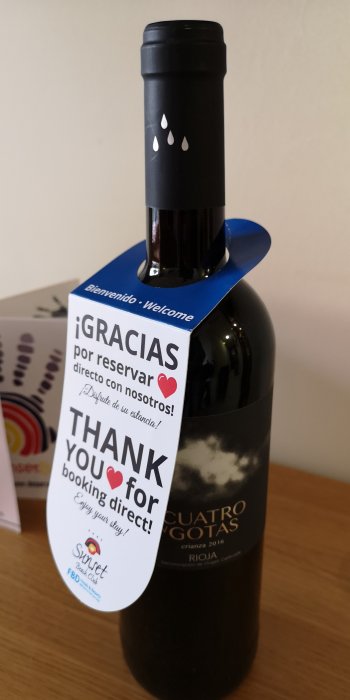 Bienvenido · Welcome
¡GRACIAS
por reservar
directo con nosotros!
¡Disfrute de su estancia!
THANK
YOU for
booking direct!
Enjoy your stay!
Sunset
Beach Club
FBD
CUATRO
GOTAS
crianza 2016
RIOJA